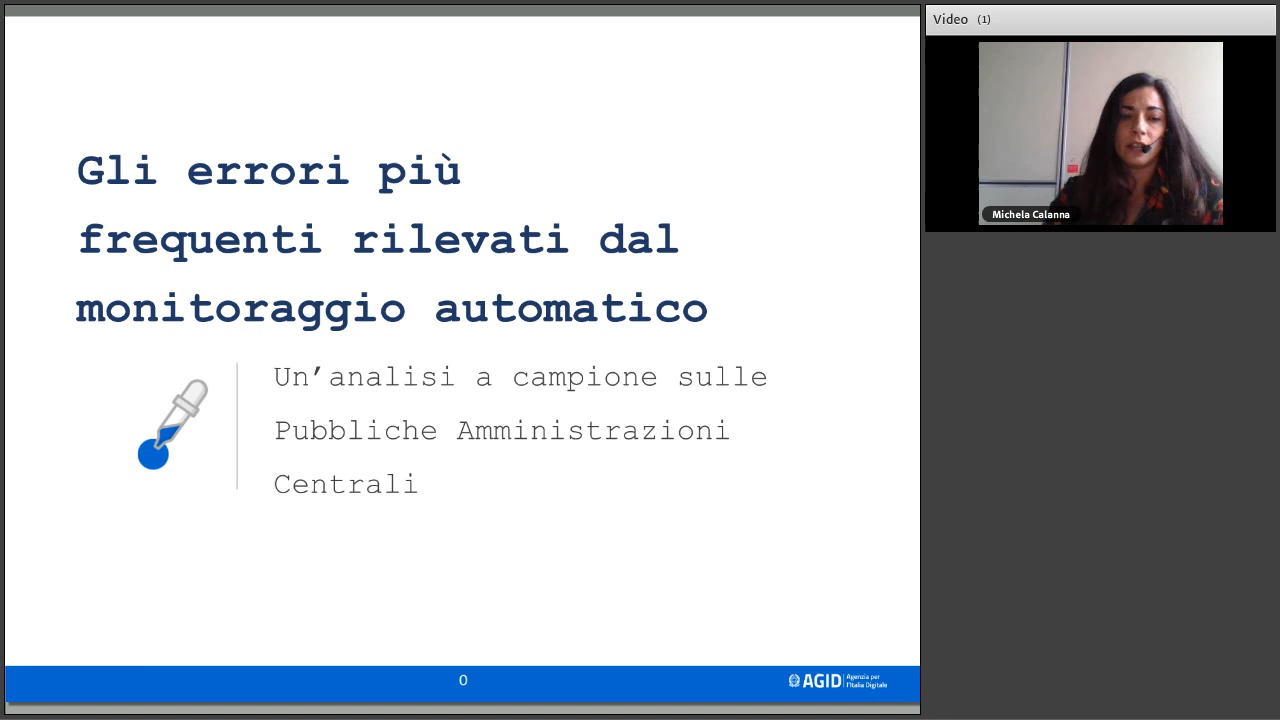 Gli errori più
frequenti rilevati dal
monitoraggio automatico
Un’analisi a campione sulle
Pubbliche Amministrazioni
Centrali
0
AGID
Agenzia per
l'Italia Digitale
Video (1)
Michela Calanna